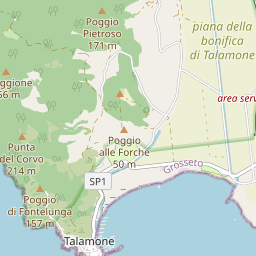 Poggio
Pietroso
171 m
piana della
bonifica
di Talamone
ggione
area serv
Punta
del Corvo
214 m
Poggio
alle Forche
50 m
Grosseto
SP1
Poggio
di Fontelunga
157 m
Talamone